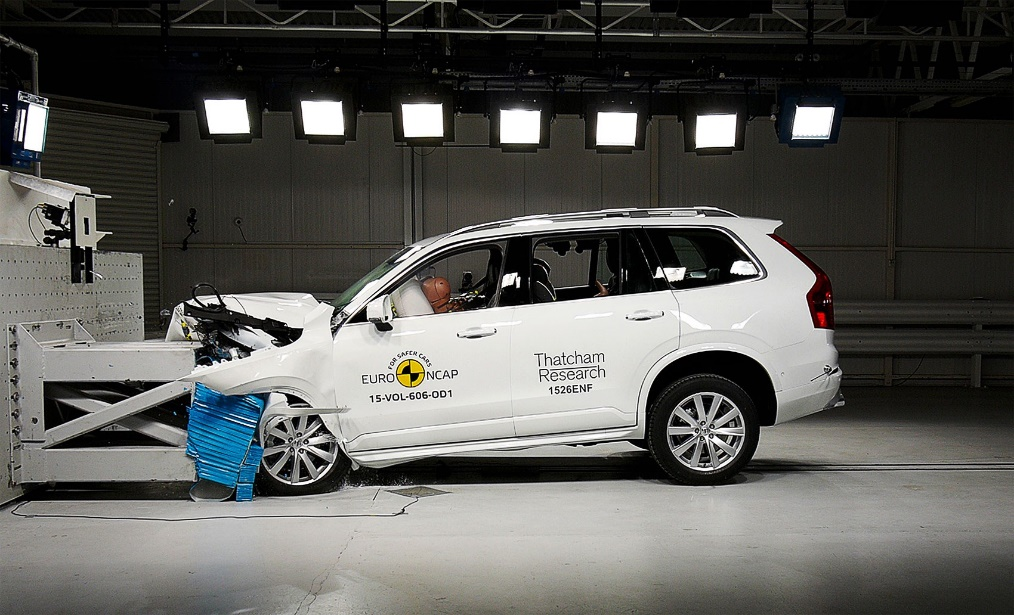 FOR SAFER CARS
EURO NCAP
15-VOL-606-OD1
Thatcham
Research
1526ENF